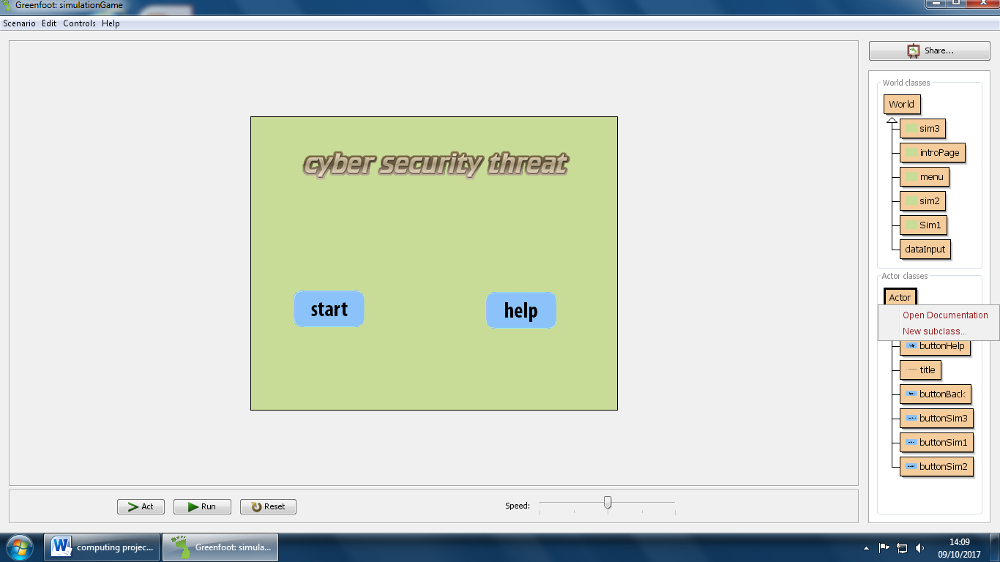 Greenfoot: simulationGame
Scenario Edit Controls Help
Share...
World classes
World
sim3
introPage
menu
sim2
Sim1
dataInput
Actor classes
Actor
Open Documentation
New subclass...
buttonHelp
title
buttonBack
buttonSim3
buttonSim1
buttonSim2
cyber security threat
start
help
Act
Run
Reset
Speed:
computing projec...
Greenfoot: simula...
14:09
09/10/2017